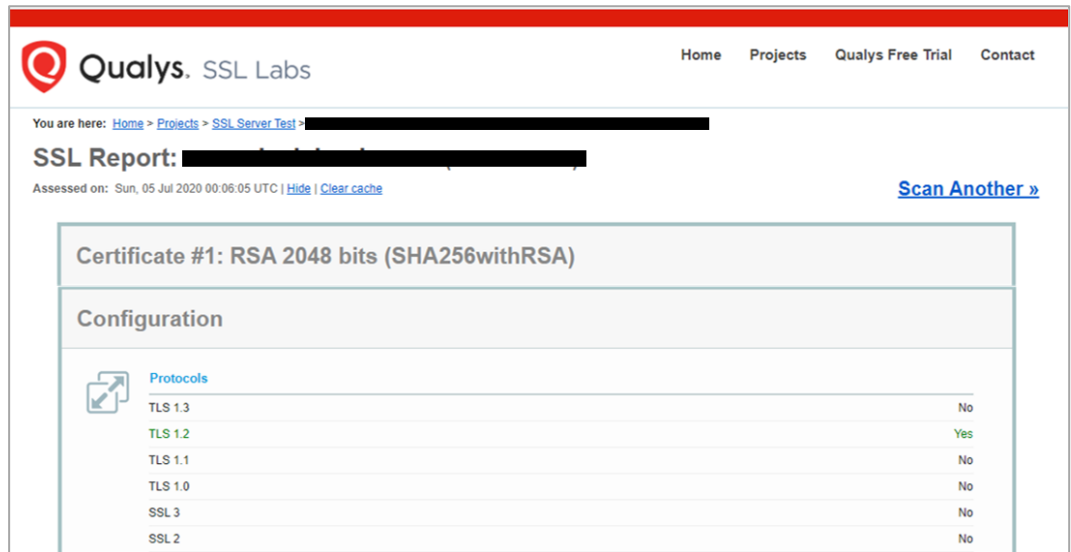 Qualys. SSL Labs
Home Projects Qualys Free Trial Contact
You are here: Home > Projects > SSL Server Test >
SSL Report:
Assessed on: Sun, 05 Jul 2020 00:06:05 UTC | Hide | Clear cache
Scan Another »
Certificate #1: RSA 2048 bits (SHA256withRSA)
Configuration
Protocols
TLS 1.3 No
TLS 1.2 Yes
TLS 1.1 No
TLS 1.0 No
SSL 3 No
SSL 2 No